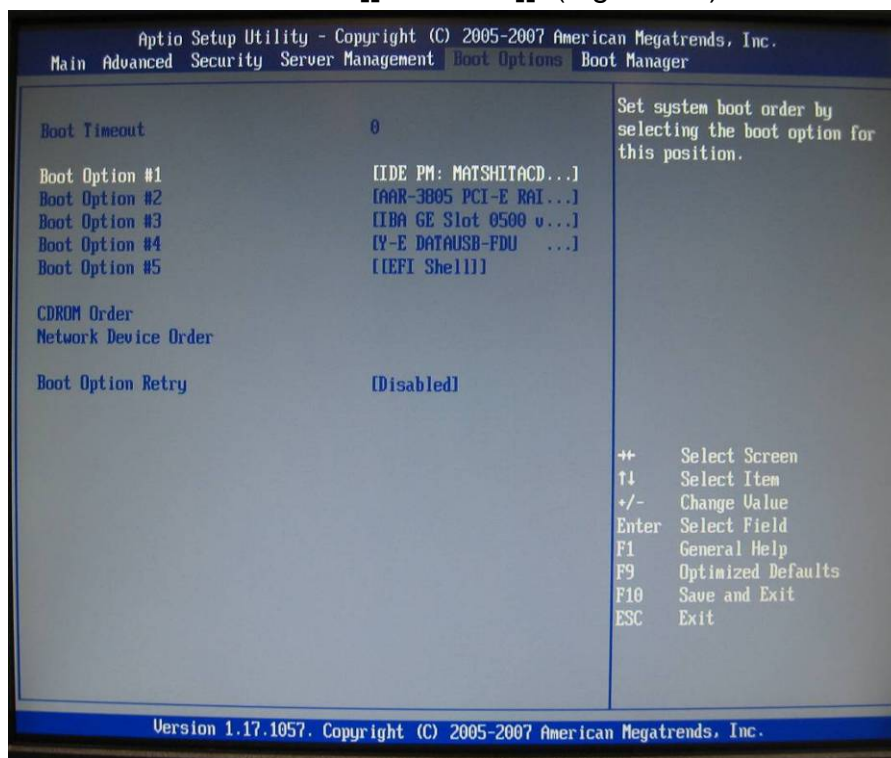 Aptio Setup Utility - Copyright (C) 2005-2007 American Megatrends, Inc.
Main Advanced Security Server Management Boot Options Boot Manager
Boot Timeout 0
Boot Option #1 [IDE PM: MATSHITACD...]
Boot Option #2 [AAR-3805 PCI-E RAI...]
Boot Option #3 [IBA GE Slot 0500 v...]
Boot Option #4 [Y-E DATAUSB-FDU ...]
Boot Option #5 [[EFI Shell]]
CDROM Order
Network Device Order
Boot Option Retry [Disabled]
Set system boot order by
selecting the boot option for
this position.
→← Select Screen
↑↓ Select Item
+/- Change Value
Enter Select Field
F1 General Help
F9 Optimized Defaults
F10 Save and Exit
ESC Exit
Version 1.17.1057. Copyright (C) 2005-2007 American Megatrends, Inc.